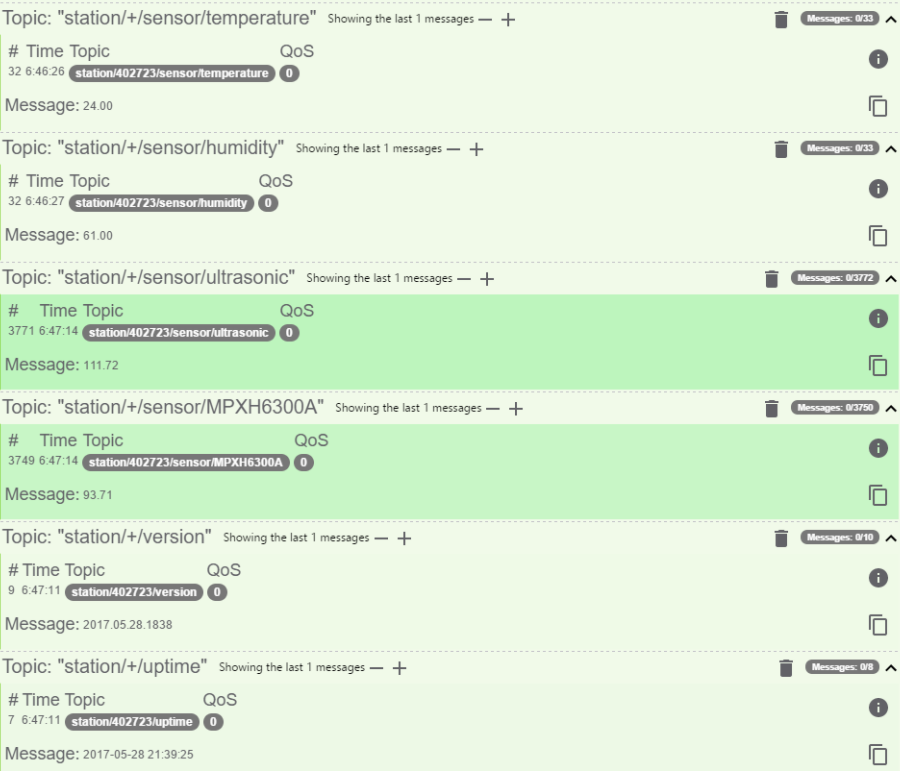 Topic: "station/+/sensor/temperature" Showing the last 1 messages — + Messages: 0/33
# Time Topic QoS
32 6:46:26 station/402723/sensor/temperature 0
Message: 24.00
Topic: "station/+/sensor/humidity" Showing the last 1 messages — + Messages: 0/33
# Time Topic QoS
32 6:46:27 station/402723/sensor/humidity 0
Message: 61.00
Topic: "station/+/sensor/ultrasonic" Showing the last 1 messages — + Messages: 0/3772
# Time Topic QoS
3771 6:47:14 station/402723/sensor/ultrasonic 0
Message: 111.72
Topic: "station/+/sensor/MPXH6300A" Showing the last 1 messages — + Messages: 0/3750
# Time Topic QoS
3749 6:47:14 station/402723/sensor/MPXH6300A 0
Message: 93.71
Topic: "station/+/version" Showing the last 1 messages — + Messages: 0/10
# Time Topic QoS
9 6:47:11 station/402723/version 0
Message: 2017.05.28.1838
Topic: "station/+/uptime" Showing the last 1 messages — + Messages: 0/8
# Time Topic QoS
7 6:47:11 station/402723/uptime 0
Message: 2017-05-28 21:39:25